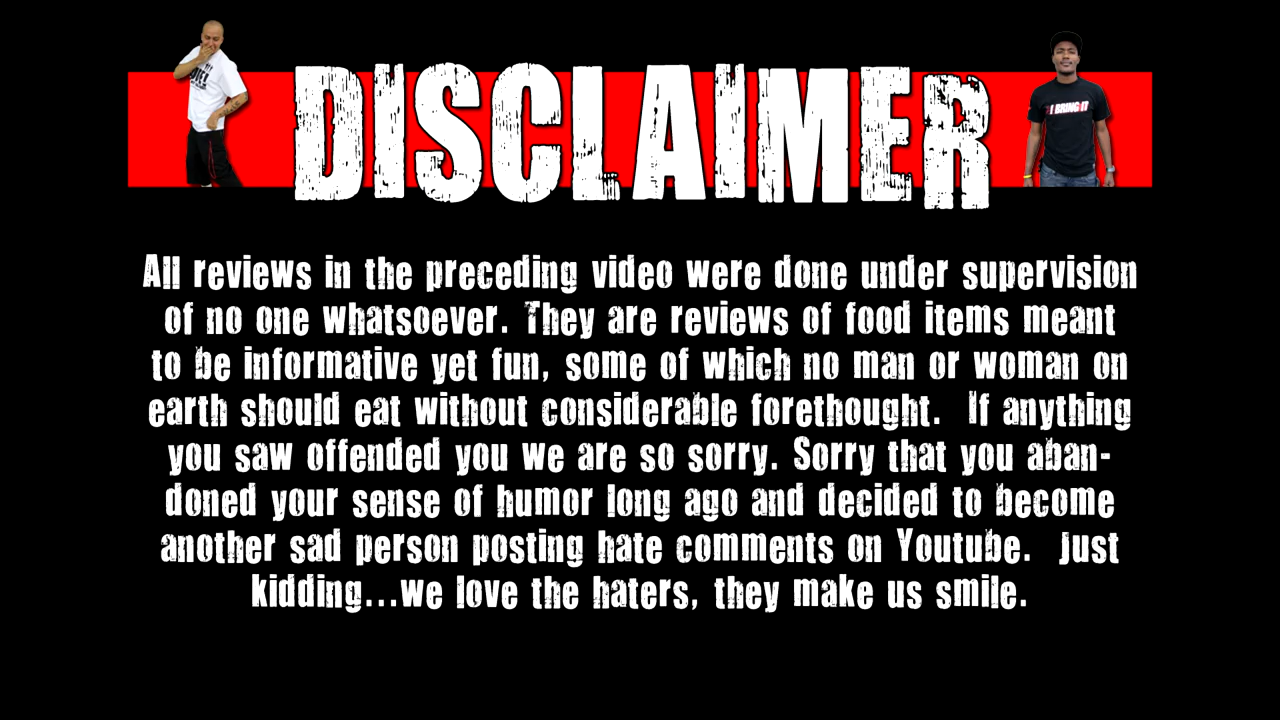 DISCLAIMER
I BRING IT
All reviews in the preceding video were done under supervision
of no one whatsoever. They are reviews of food items meant
to be informative yet fun, some of which no man or woman on
earth should eat without considerable forethought. If anything
you saw offended you we are so sorry. Sorry that you aban-
doned your sense of humor long ago and decided to become
another sad person posting hate comments on Youtube. Just
kidding...we love the haters, they make us smile.